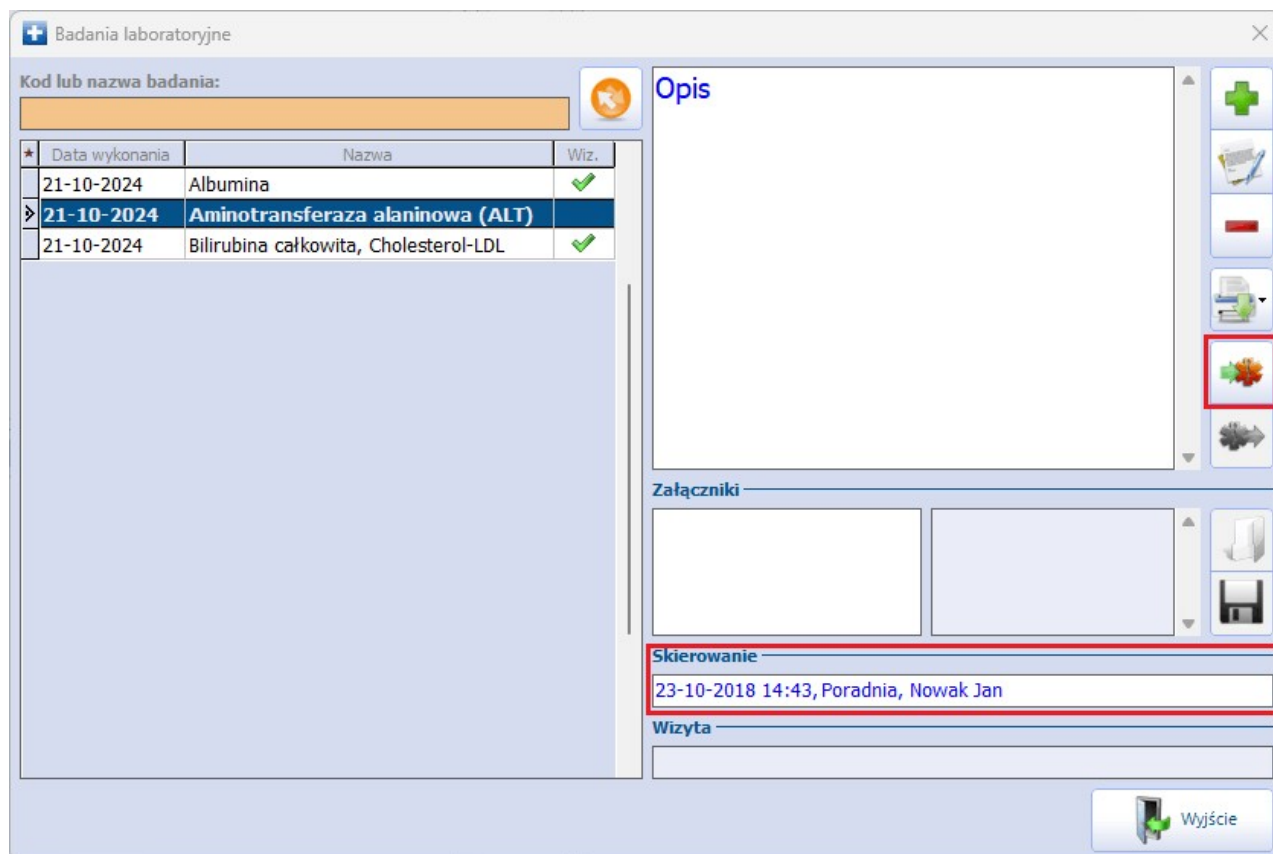 Badania laboratoryjne
Kod lub nazwa badania:
Data wykonania Nazwa Wiz.
21-10-2024 Albumina
21-10-2024 Aminotransferaza alaninowa (ALT)
21-10-2024 Bilirubina całkowita, Cholesterol-LDL
Opis
Załączniki
Skierowanie
23-10-2018 14:43, Poradnia, Nowak Jan
Wizyta
Wyjście